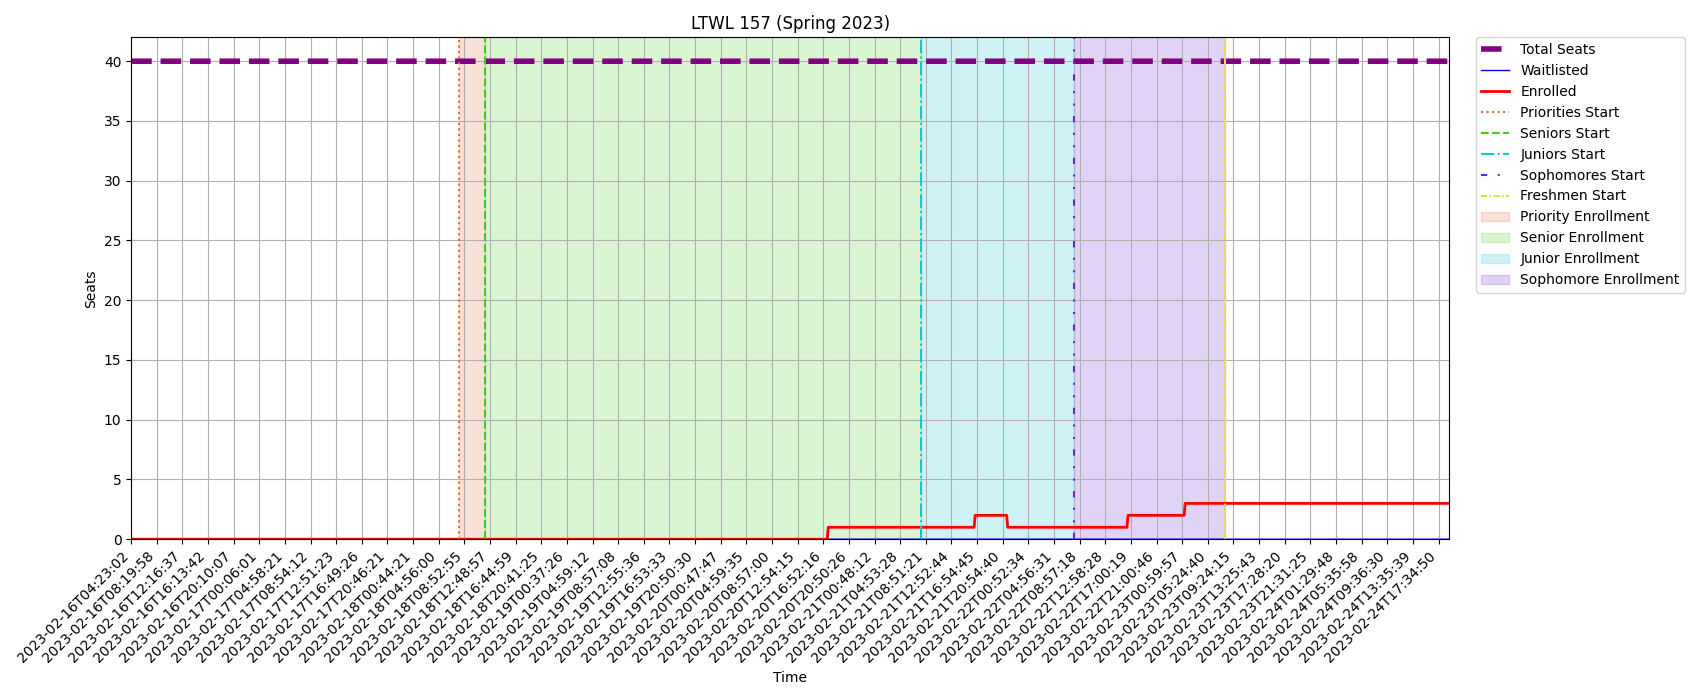 LTWL 157 (Spring 2023)
Seats
40
35
30
25
20
15
10
5
0
2023-02-16T04:23:02
2023-02-16T08:19:58
2023-02-16T12:16:37
2023-02-16T16:13:42
2023-02-16T20:10:07
2023-02-17T00:06:01
2023-02-17T04:58:21
2023-02-17T08:54:12
2023-02-17T12:51:23
2023-02-17T16:49:26
2023-02-17T20:46:21
2023-02-18T00:44:21
2023-02-18T04:56:00
2023-02-18T08:52:55
2023-02-18T12:48:57
2023-02-18T16:44:59
2023-02-18T20:41:25
2023-02-19T00:37:26
2023-02-19T04:59:12
2023-02-19T08:57:08
2023-02-19T12:55:36
2023-02-19T16:53:33
2023-02-19T20:50:30
2023-02-20T00:47:47
2023-02-20T04:59:35
2023-02-20T08:57:00
2023-02-20T12:54:15
2023-02-20T16:52:16
2023-02-20T20:50:26
2023-02-21T00:48:12
2023-02-21T04:53:28
2023-02-21T08:51:21
2023-02-21T12:52:44
2023-02-21T16:54:45
2023-02-21T20:54:40
2023-02-22T00:52:34
2023-02-22T04:56:31
2023-02-22T08:57:18
2023-02-22T12:58:28
2023-02-22T17:00:19
2023-02-22T21:00:46
2023-02-23T00:59:57
2023-02-23T05:24:40
2023-02-23T09:24:15
2023-02-23T13:25:43
2023-02-23T17:28:20
2023-02-23T21:31:25
2023-02-24T01:29:48
2023-02-24T05:35:58
2023-02-24T09:36:30
2023-02-24T13:35:39
2023-02-24T17:34:50
Time
Total Seats
Waitlisted
Enrolled
Priorities Start
Seniors Start
Juniors Start
Sophomores Start
Freshmen Start
Priority Enrollment
Senior Enrollment
Junior Enrollment
Sophomore Enrollment